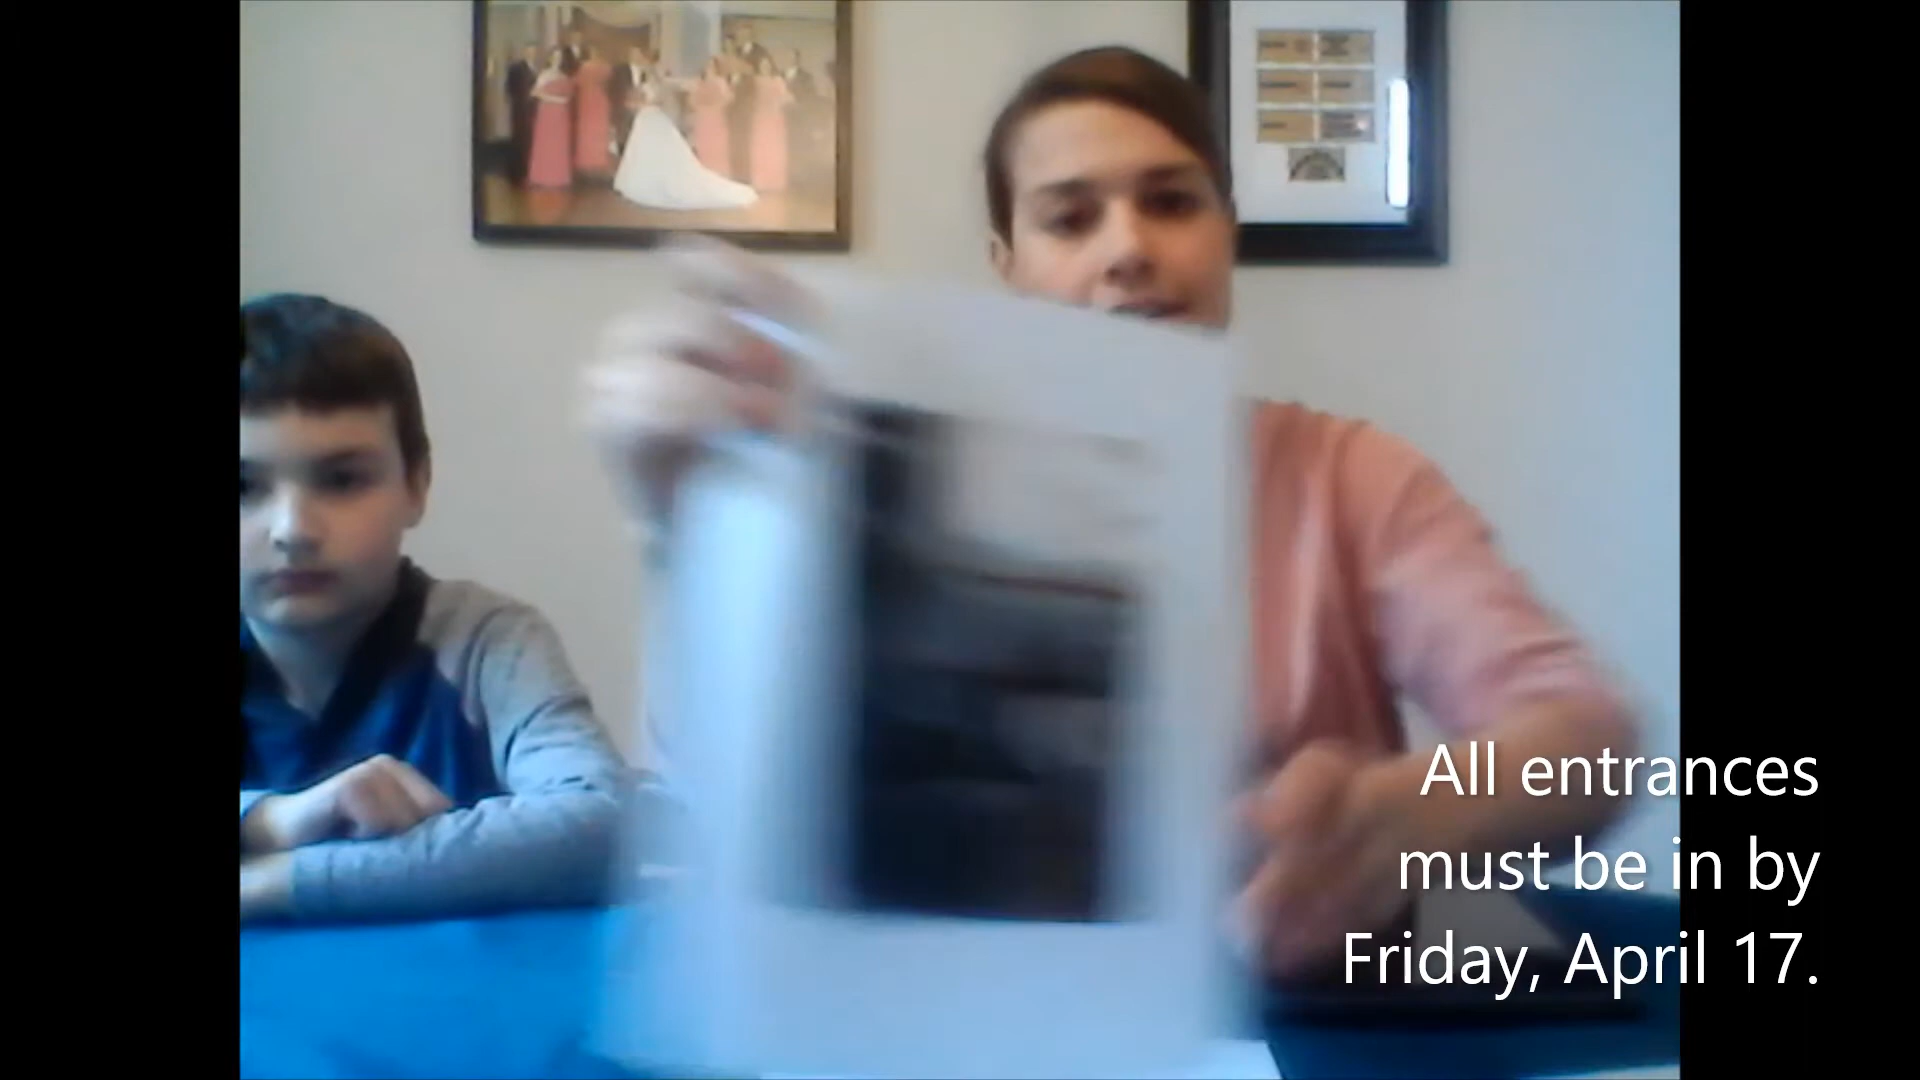 All entrances
must be in by
Friday, April 17.